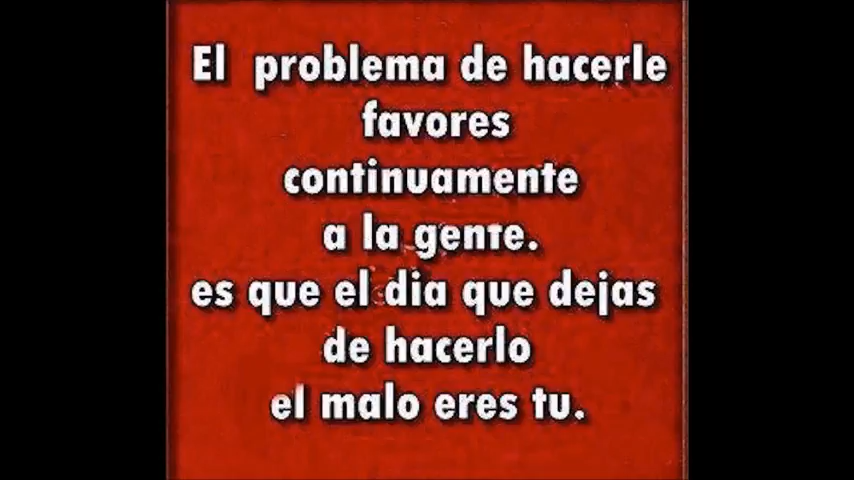 El problema de hacerle
favores
continuamente
a la gente.
es que el dia que dejas
de hacerlo
el malo eres tu.